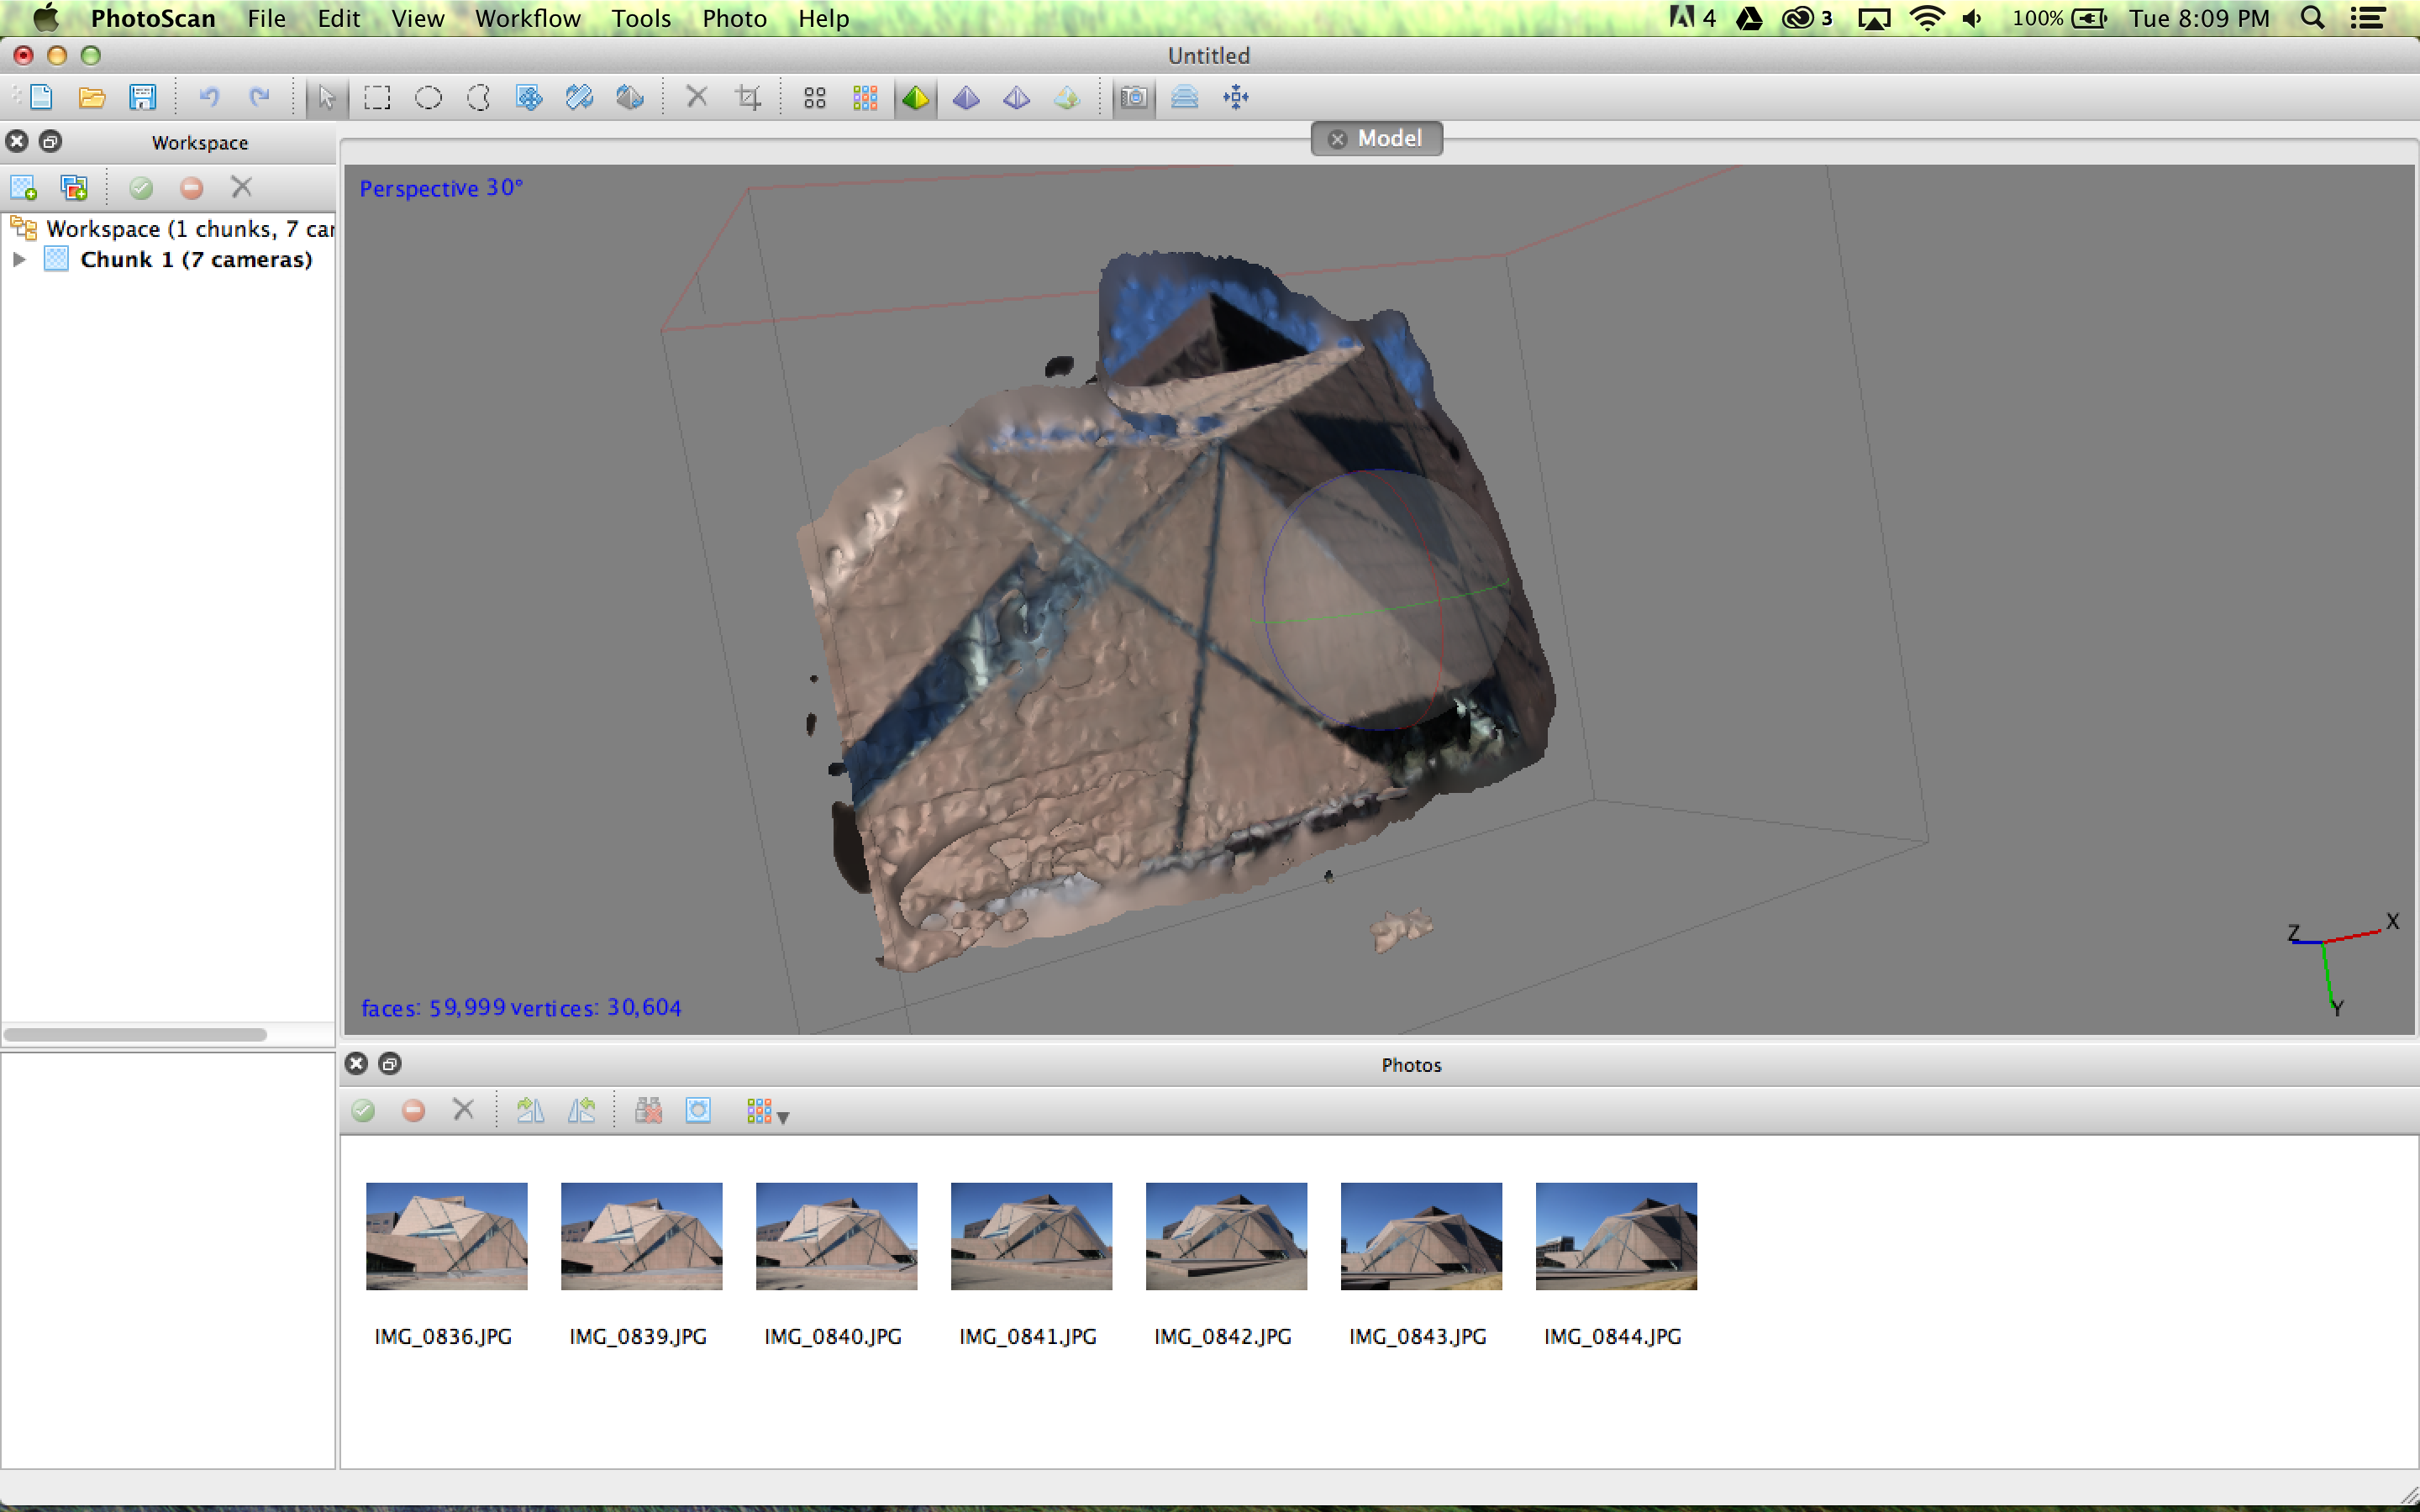 PhotoScan File Edit View Workflow Tools Photo Help 4 3 100% Tue 8:09 PM
Untitled
Workspace
Model
Perspective 30°
Workspace (1 chunks, 7 car
Chunk 1 (7 cameras)
Z X
Y
faces: 59,999 vertices: 30,604
Photos
IMG_0836.JPG IMG_0839.JPG IMG_0840.JPG IMG_0841.JPG IMG_0842.JPG IMG_0843.JPG IMG_0844.JPG